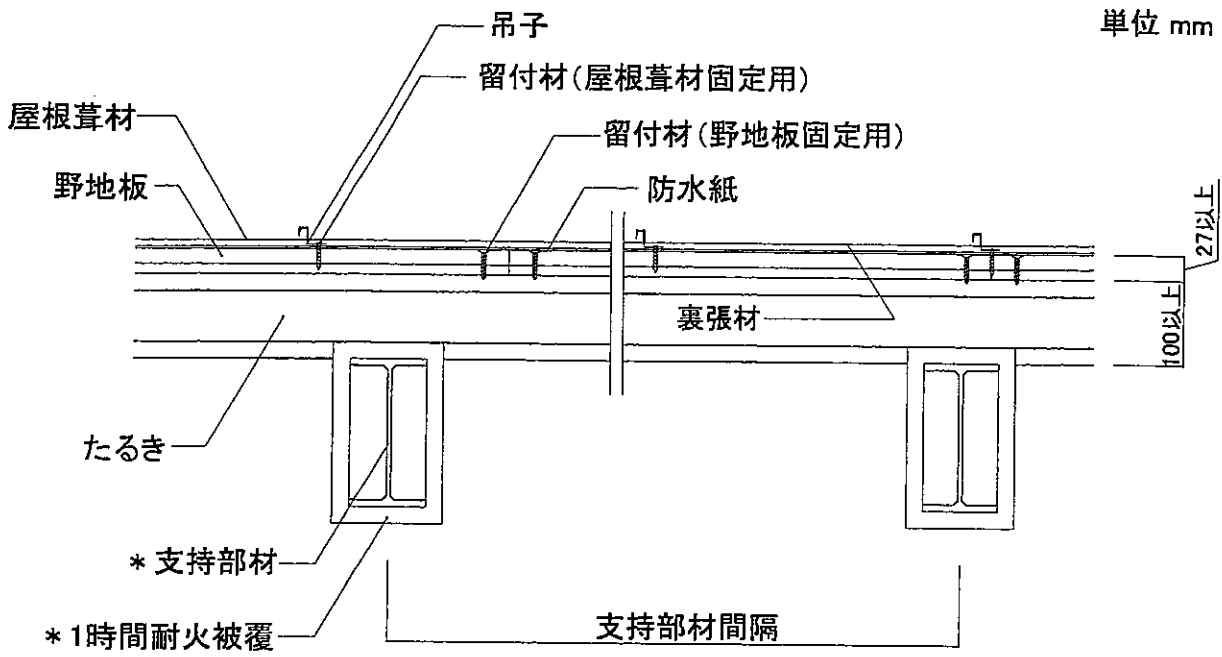 単位 mm
吊子
留付材(屋根葺材固定用)
屋根葺材
留付材(野地板固定用)
野地板
防水紙
27以上
裏張材
100以上
たるき
*支持部材
支持部材間隔
*1時間耐火被覆